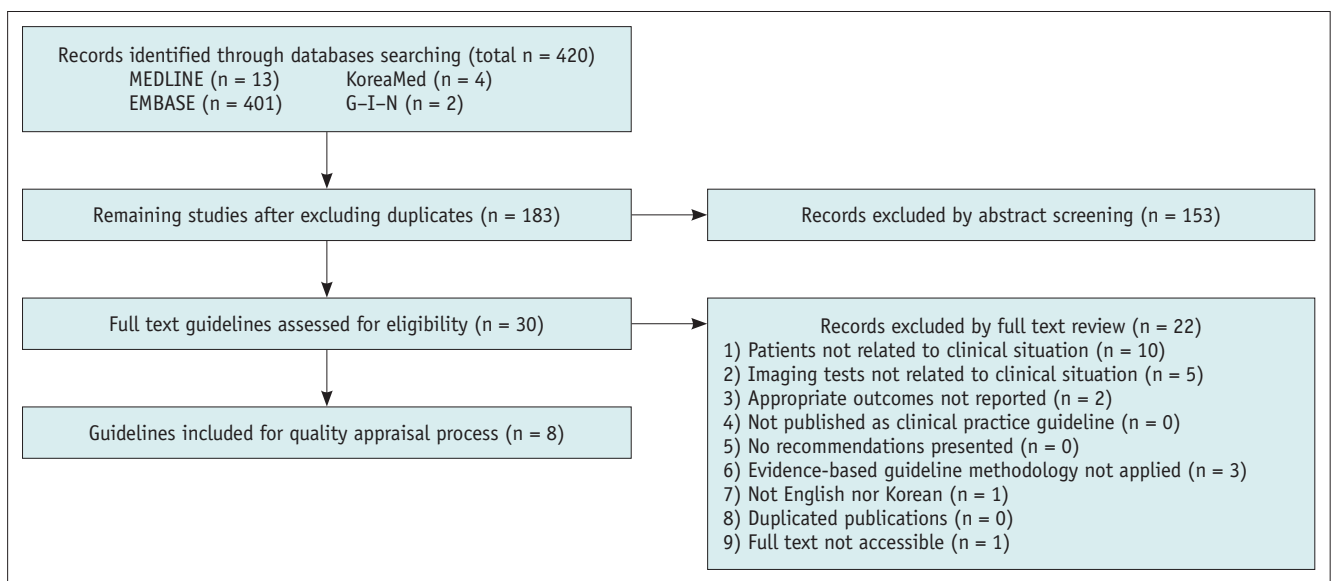 Records identified through databases searching (total n = 420)
MEDLINE (n = 13) KoreaMed (n = 4)
EMBASE (n = 401) G–I–N (n = 2)
Remaining studies after excluding duplicates (n = 183)
Records excluded by abstract screening (n = 153)
Full text guidelines assessed for eligibility (n = 30)
Records excluded by full text review (n = 22)
1) Patients not related to clinical situation (n = 10)
2) Imaging tests not related to clinical situation (n = 5)
3) Appropriate outcomes not reported (n = 2)
4) Not published as clinical practice guideline (n = 0)
5) No recommendations presented (n = 0)
6) Evidence-based guideline methodology not applied (n = 3)
7) Not English nor Korean (n = 1)
8) Duplicated publications (n = 0)
9) Full text not accessible (n = 1)
Guidelines included for quality appraisal process (n = 8)